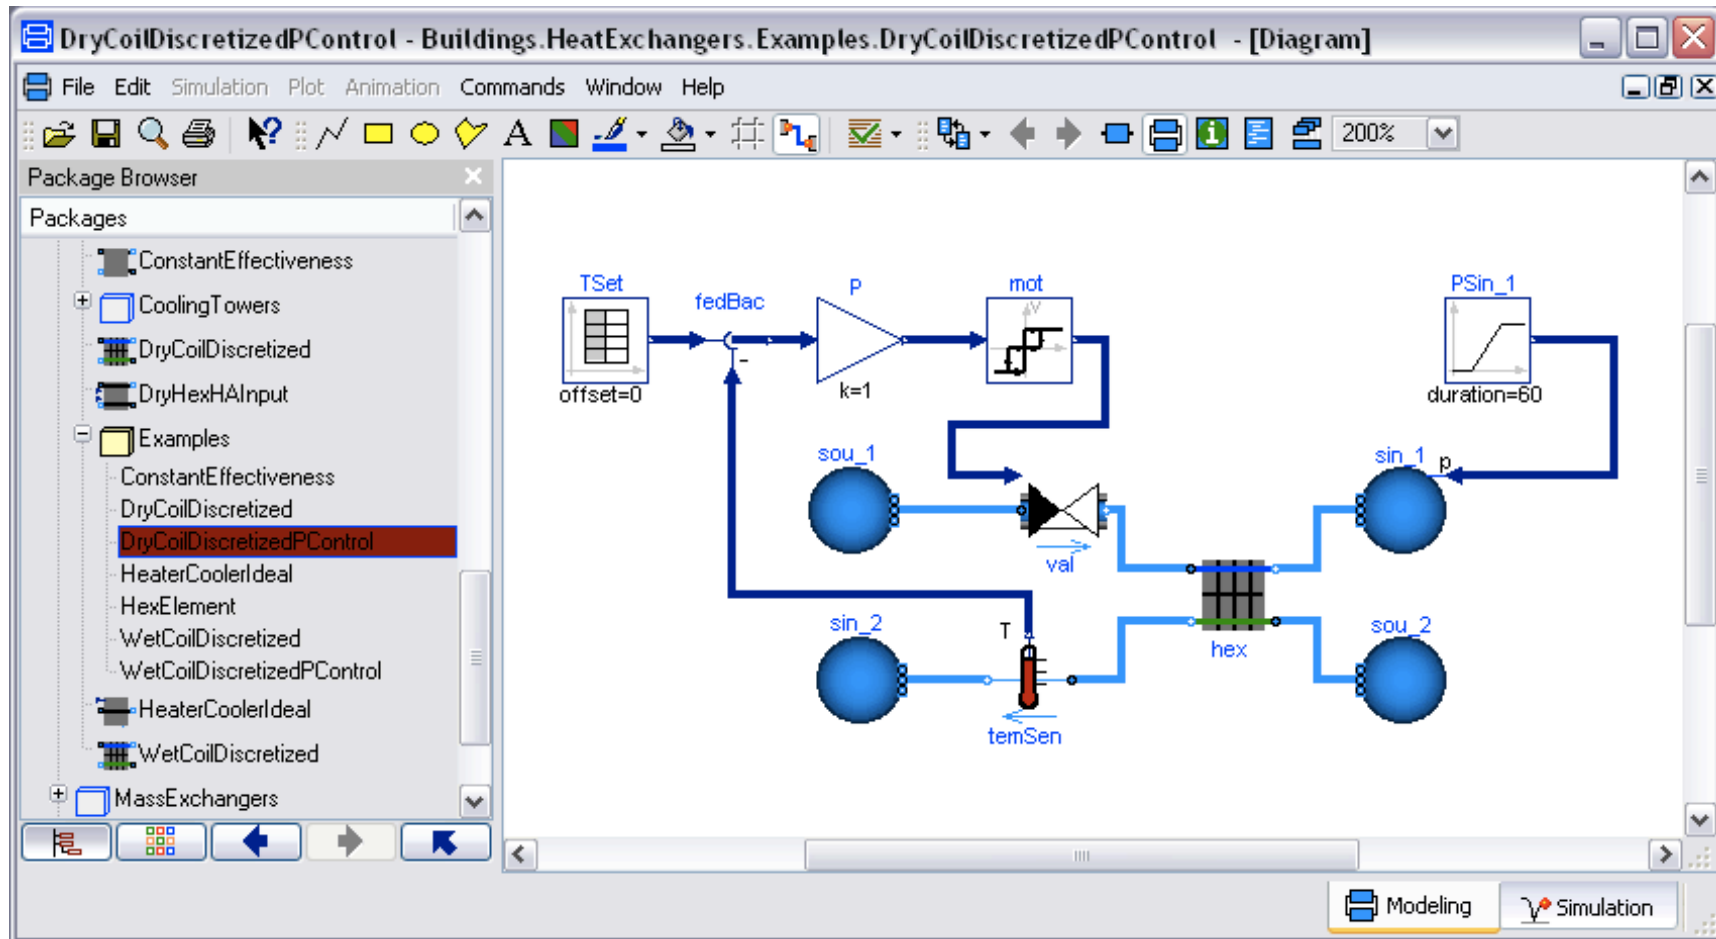 DryCoilDiscretizedPControl - Buildings.HeatExchangers.Examples.DryCoilDiscretizedPControl - [Diagram]
File Edit Simulation Plot Animation Commands Window Help
A 200%
Package Browser
Packages
ConstantEffectiveness
CoolingTowers
DryCoilDiscretized
DryHexHAInput
Examples
ConstantEffectiveness
DryCoilDiscretized
DryCoilDiscretizedPControl
HeaterCoolerIdeal
HexElement
WetCoilDiscretized
WetCoilDiscretizedPControl
HeaterCoolerIdeal
WetCoilDiscretized
MassExchangers
TSet
fedBac
P
mot
PSin_1
-
offset=0
k=1
duration=60
sou_1
sin_1
p
val
sin_2
T
hex
sou_2
temSen
Modeling
Simulation